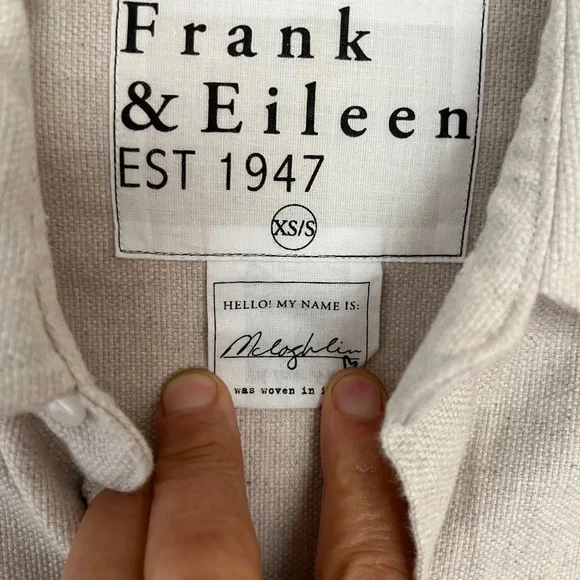 Frank
& Eileen
EST 1947
XS/S
HELLO! MY NAME IS:
Mcloghlin
was woven in